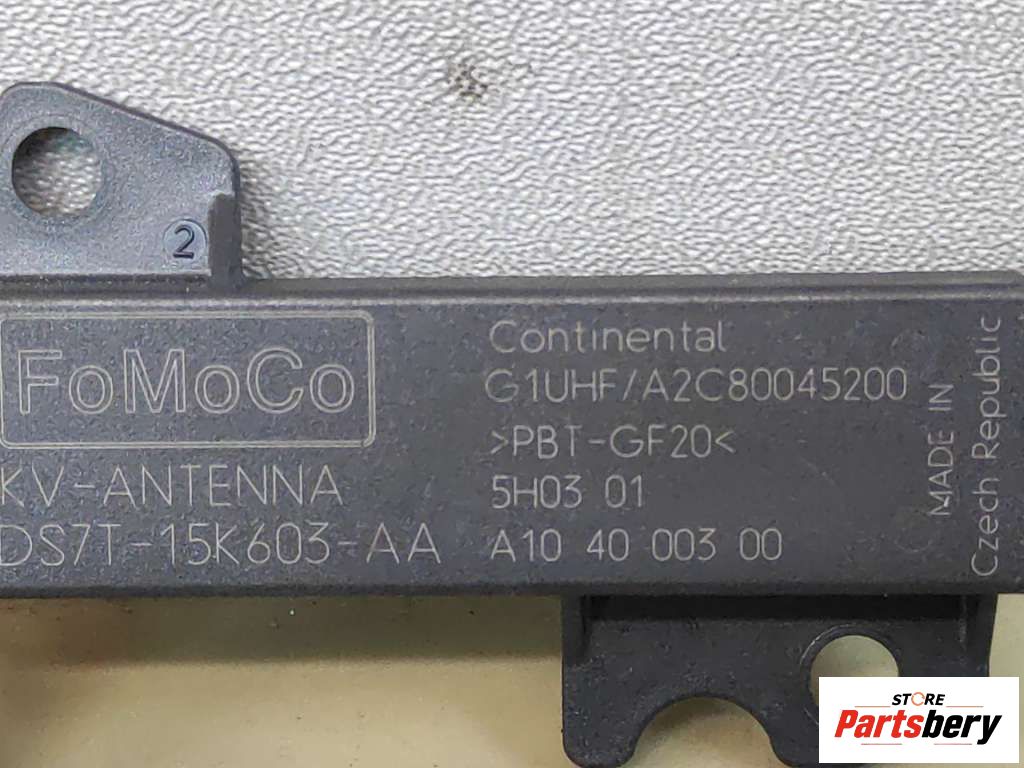 2
FoMoCo
KV-ANTENNA
DS7T-15K603-AA
Continental
G1UHF/A2C80045200
>PBT-GF20<
5H03 01
A10 40 003 00
MADE IN
Czech Republic
STORE
Partsbery